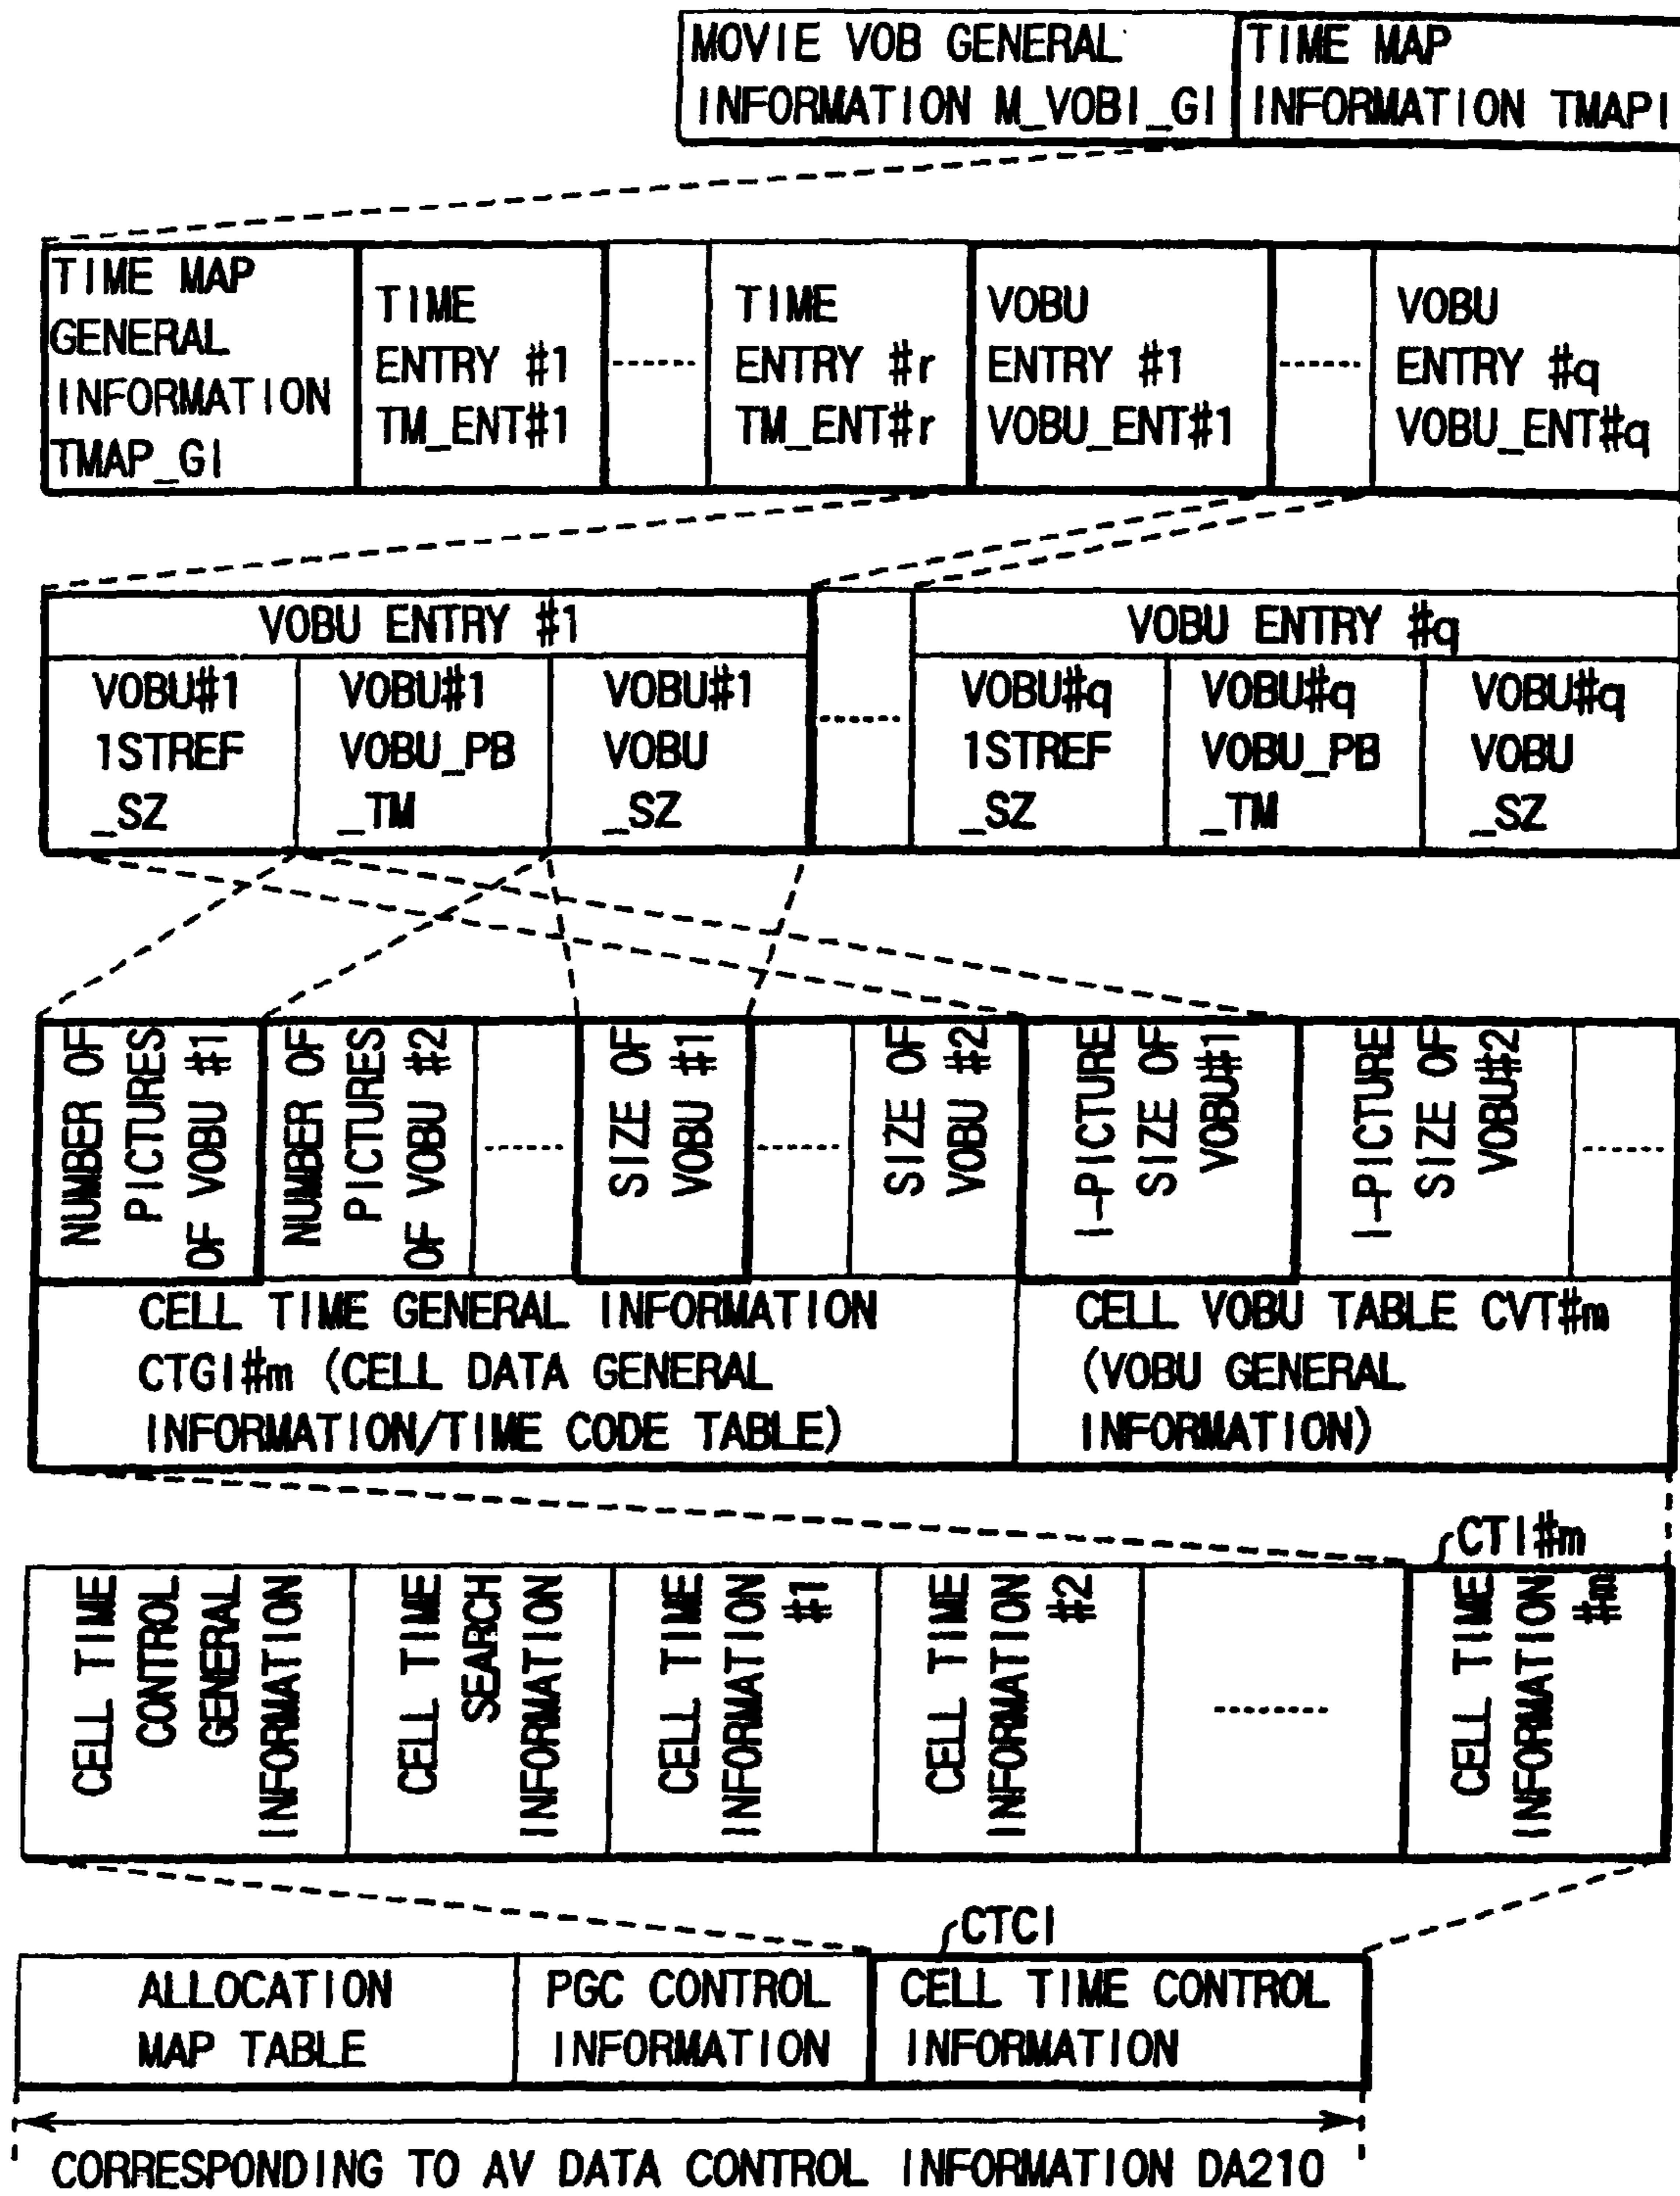 MOVIE VOB GENERAL
INFORMATION M_VOBI_GI
TIME MAP
INFORMATION TMAPI
TIME MAP
GENERAL
INFORMATION
TMAP_GI
TIME
ENTRY #1
TM_ENT#1
TIME
ENTRY #r
TM_ENT#r
VOBU
ENTRY #1
VOBU_ENT#1
VOBU
ENTRY #q
VOBU_ENT#q
VOBU ENTRY #1
VOBU ENTRY #q
VOBU#1
1STREF
_SZ
VOBU#1
VOBU_PB
_TM
VOBU#1
VOBU
_SZ
VOBU#q
1STREF
_SZ
VOBU#q
VOBU_PB
_TM
VOBU#q
VOBU
_SZ
NUMBER OF
PICTURES
OF VOBU #1
NUMBER OF
PICTURES
OF VOBU #2
SIZE OF
VOBU #1
SIZE OF
VOBU #2
I-PICTURE
SIZE OF
VOBU#1
I-PICTURE
SIZE OF
VOBU#2
CELL TIME GENERAL INFORMATION
CTGI#m (CELL DATA GENERAL
INFORMATION/TIME CODE TABLE)
CELL VOBU TABLE CVT#m
(VOBU GENERAL
INFORMATION)
CTI#m
CELL TIME
CONTROL
GENERAL
INFORMATION
CELL TIME
SEARCH
INFORMATION
CELL TIME
INFORMATION
#1
CELL TIME
INFORMATION
#2
CELL TIME
INFORMATION
#m
CTCI
ALLOCATION
MAP TABLE
PGC CONTROL
INFORMATION
CELL TIME CONTROL
INFORMATION
CORRESPONDING TO AV DATA CONTROL INFORMATION DA210